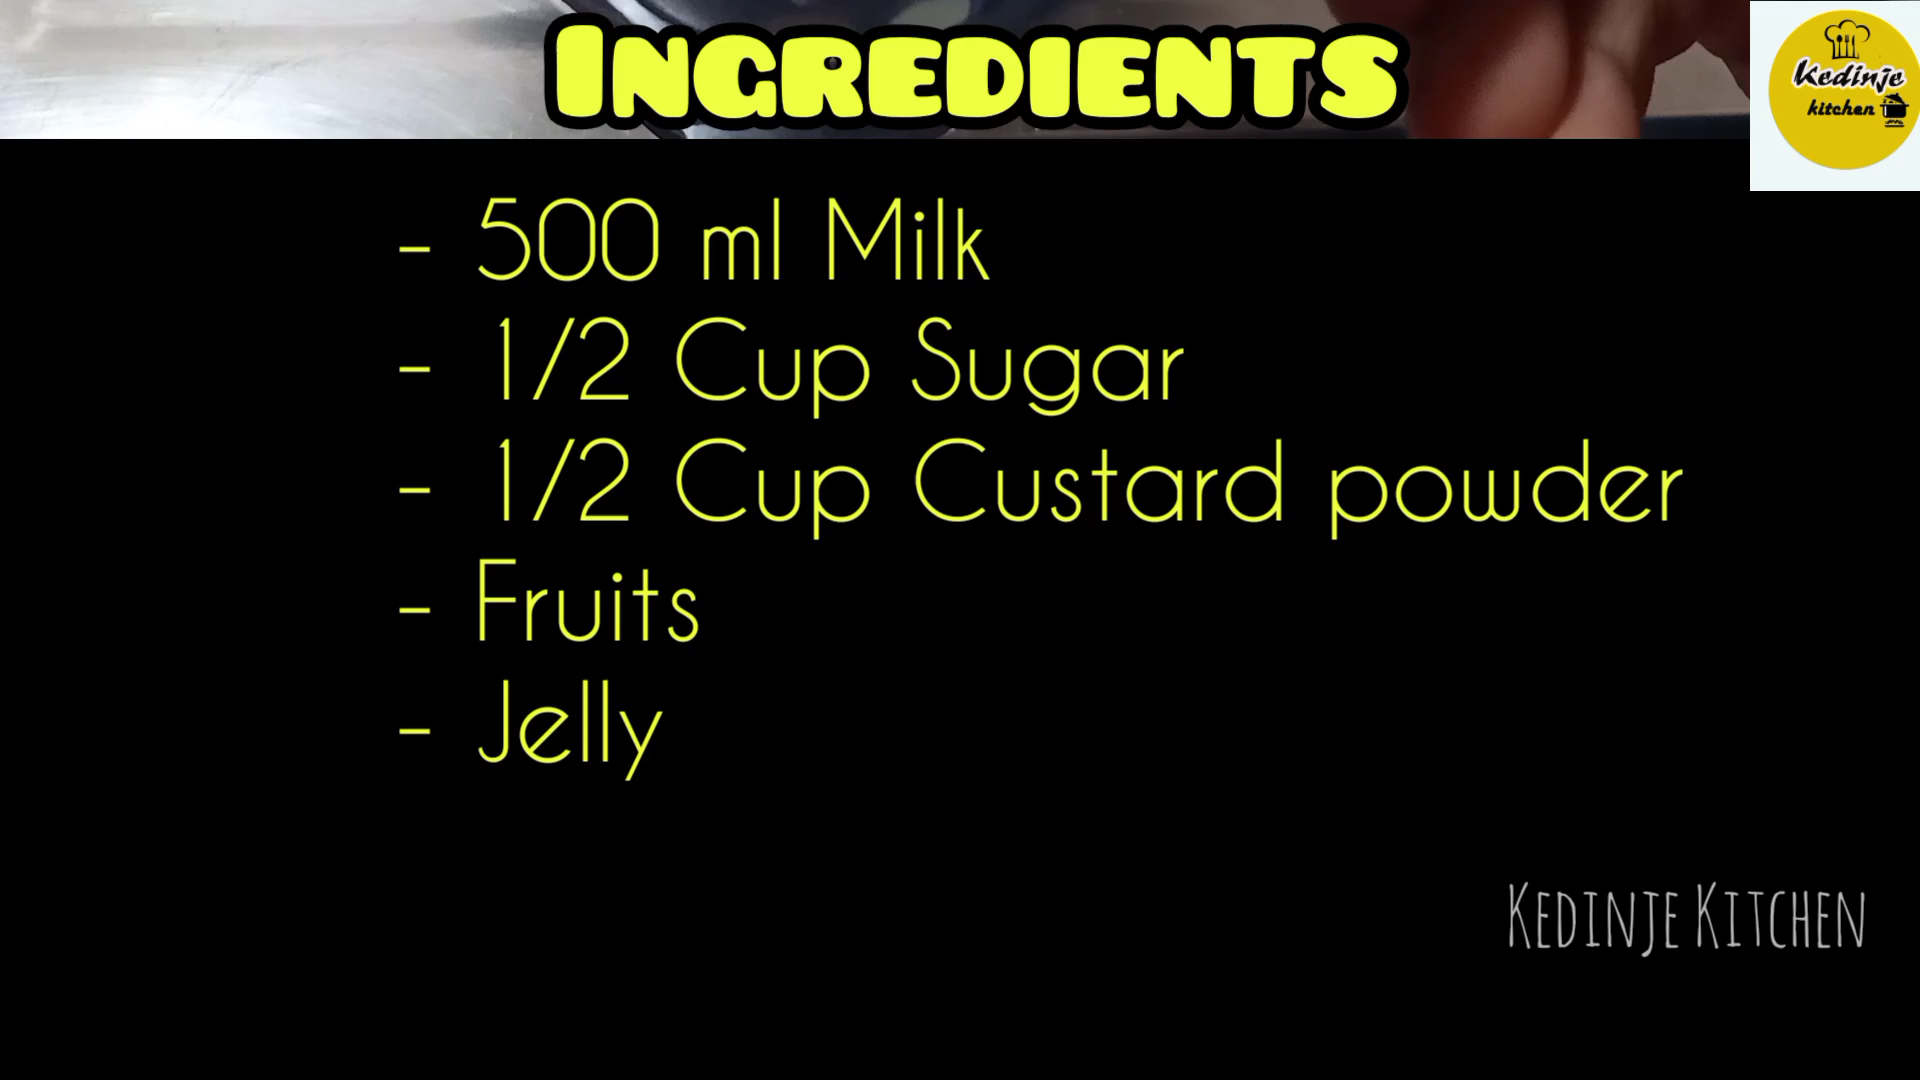 INGREDIENTS
Kedinje
kitchen
- 500 ml Milk
- 1/2 Cup Sugar
- 1/2 Cup Custard powder
- Fruits
- Jelly
KEDINJE KITCHEN